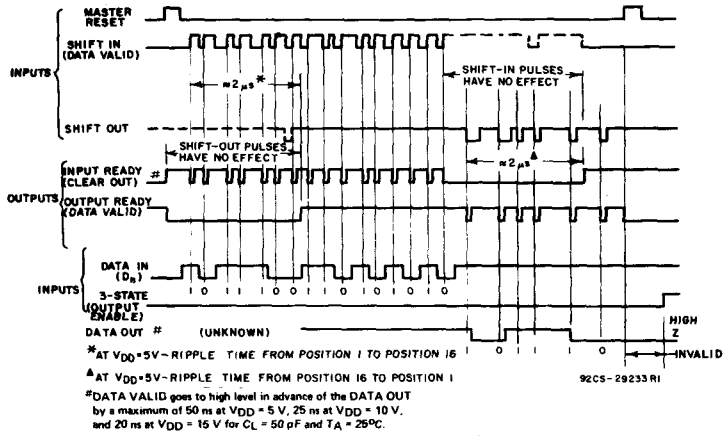 MASTER
RESET
SHIFT IN
(DATA VALID)
INPUTS
≈2 μs*
SHIFT-IN PULSES
HAVE NO EFFECT
SHIFT OUT
SHIFT-OUT PULSES
HAVE NO EFFECT
≈2 μs▲
INPUT READY #
(CLEAR OUT)
OUTPUTS
OUTPUT READY
(DATA VALID)
DATA IN
(Dn)
INPUTS
1 0 1 1 0 0 1 0 1 0 1 0 1 0
3-STATE
(OUTPUT
ENABLE)
HIGH
Z
DATA OUT # (UNKNOWN)
1 0 1 1 1 0
INVALID
*AT VDD=5V–RIPPLE TIME FROM POSITION 1 TO POSITION 16
▲AT VDD=5V–RIPPLE TIME FROM POSITION 16 TO POSITION 1
92CS-29233RI
#DATA VALID goes to high level in advance of the DATA OUT
by a maximum of 50 ns at VDD = 5 V, 25 ns at VDD = 10 V,
and 20 ns at VDD = 15 V for CL = 50 pF and TA = 25°C.